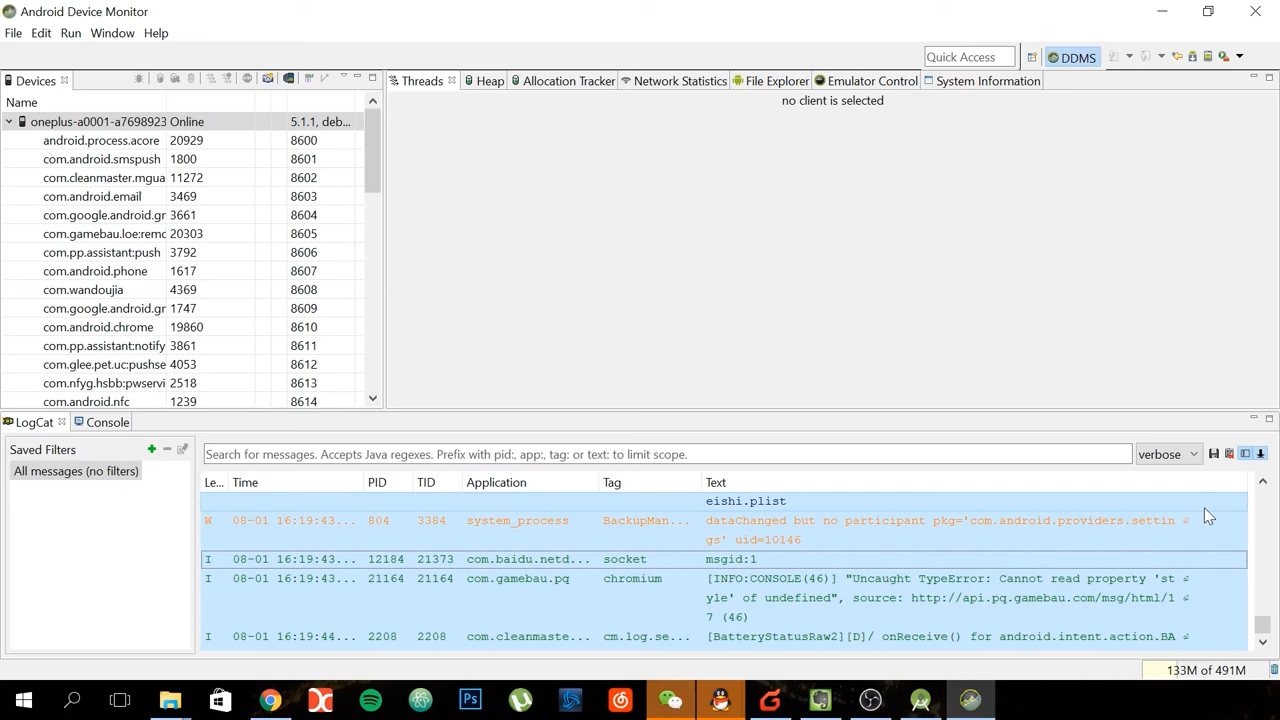 Android Device Monitor
File Edit Run Window Help
Quick Access
DDMS
Devices
Name
oneplus-a0001-a7698923 Online 5.1.1, deb...
android.process.acore 20929 8600
com.android.smspush 1800 8601
com.cleanmaster.mgua 11272 8602
com.android.email 3469 8603
com.google.android.gr 3661 8604
com.gamebau.loe:remo 20303 8605
com.pp.assistant:push 3792 8606
com.android.phone 1617 8607
com.wandoujia 4369 8608
com.google.android.gr 1747 8609
com.android.chrome 19860 8610
com.pp.assistant:notify 3861 8611
com.glee.pet.uc:pushse 4053 8612
com.nfyg.hsbb:pwservi 2518 8613
com.android.nfc 1239 8614
Threads Heap Allocation Tracker Network Statistics File Explorer Emulator Control System Information
no client is selected
LogCat Console
Saved Filters
All messages (no filters)
Search for messages. Accepts Java regexes. Prefix with pid:, app:, tag: or text: to limit scope.
verbose
Le... Time PID TID Application Tag Text
eishi.plist
W 08-01 16:19:43... 804 3384 system_process BackupMan... dataChanged but no participant pkg='com.android.providers.settin
gs' uid=10146
I 08-01 16:19:43... 12184 21373 com.baidu.netd... socket msgid:1
I 08-01 16:19:43... 21164 21164 com.gamebau.pq chromium [INFO:CONSOLE(46)] "Uncaught TypeError: Cannot read property 'st
yle' of undefined", source: http://api.pq.gamebau.com/msg/html/1
7 (46)
I 08-01 16:19:44... 2208 2208 com.cleanmaste... cm.log.se... [BatteryStatusRaw2][D]/ onReceive() for android.intent.action.BA
133M of 491M